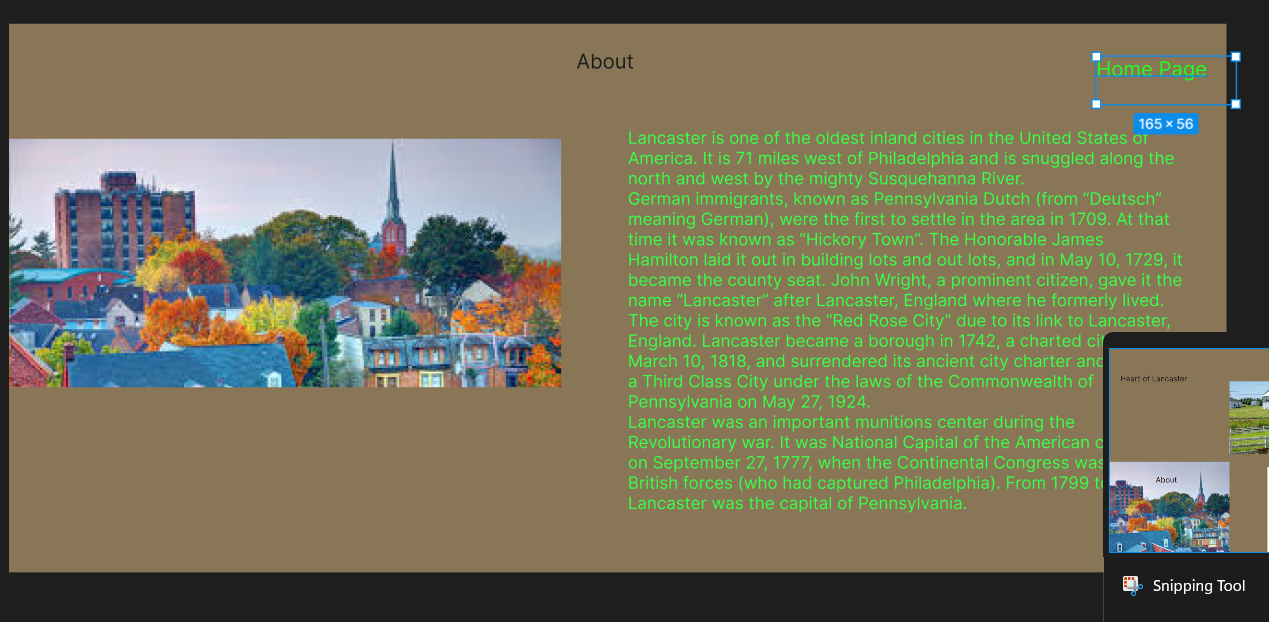 About
Home Page
165 × 56
Lancaster is one of the oldest inland cities in the United States of
America. It is 71 miles west of Philadelphia and is snuggled along the
north and west by the mighty Susquehanna River.
German immigrants, known as Pennsylvania Dutch (from “Deutsch”
meaning German), were the first to settle in the area in 1709. At that
time it was known as “Hickory Town”. The Honorable James
Hamilton laid it out in building lots and out lots, and in May 10, 1729, it
became the county seat. John Wright, a prominent citizen, gave it the
name “Lancaster” after Lancaster, England where he formerly lived.
The city is known as the “Red Rose City” due to its link to Lancaster,
England. Lancaster became a borough in 1742, a charted
March 10, 1818, and surrendered its ancient city charter
a Third Class City under the laws of the Commonwealth of
Pennsylvania on May 27, 1924.
Lancaster was an important munitions center during the
Revolutionary war. It was National Capital of the American
on September 27, 1777, when the Continental Congress was
British forces (who had captured Philadelphia). From 1799
Lancaster was the capital of Pennsylvania.
Heart of Lancaster
About
Snipping Tool